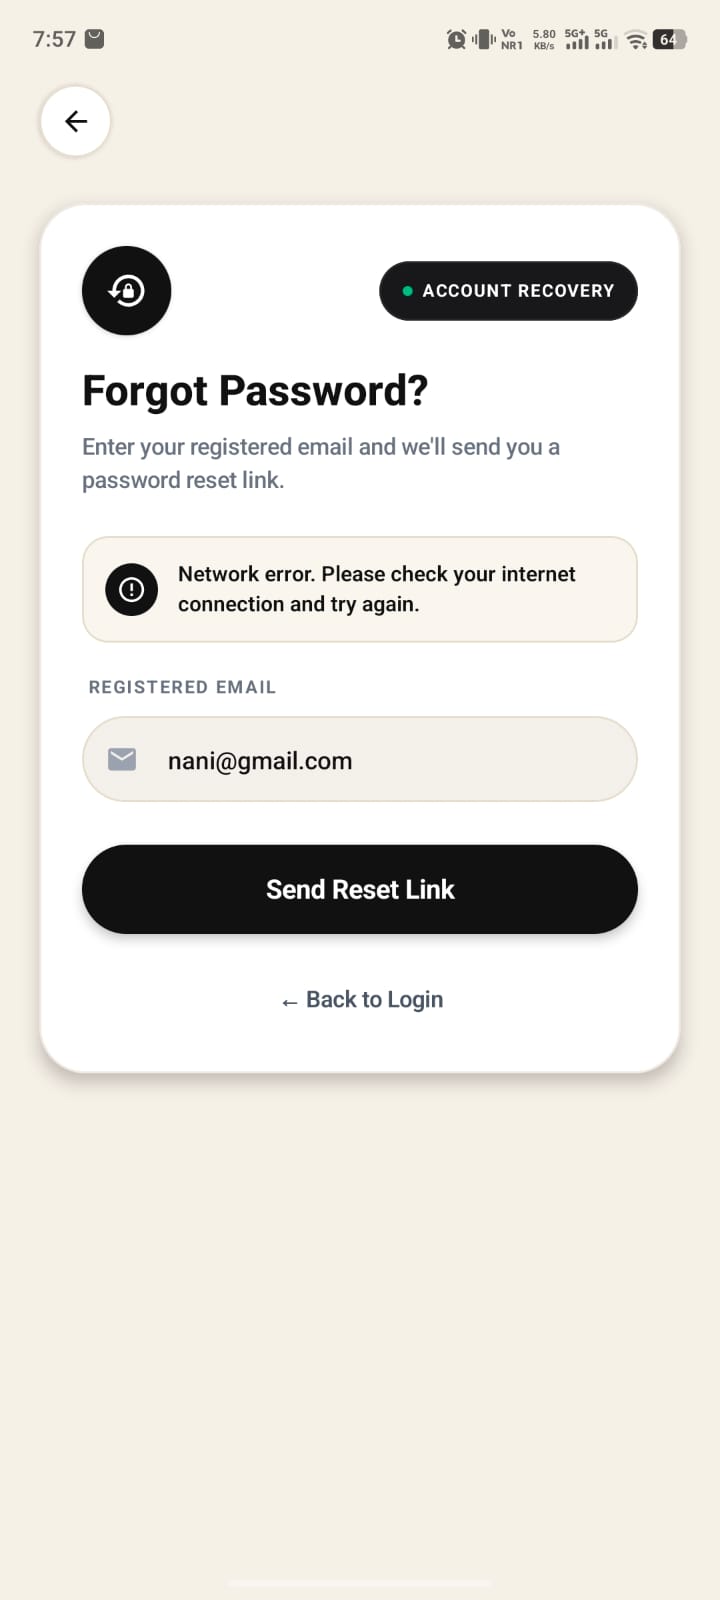 7:57
Vo
NR1
5.80
KB/s
5G+
5G
64
ACCOUNT RECOVERY
Forgot Password?
Enter your registered email and we'll send you a
password reset link.
Network error. Please check your internet
connection and try again.
REGISTERED EMAIL
nani@gmail.com
Send Reset Link
← Back to Login